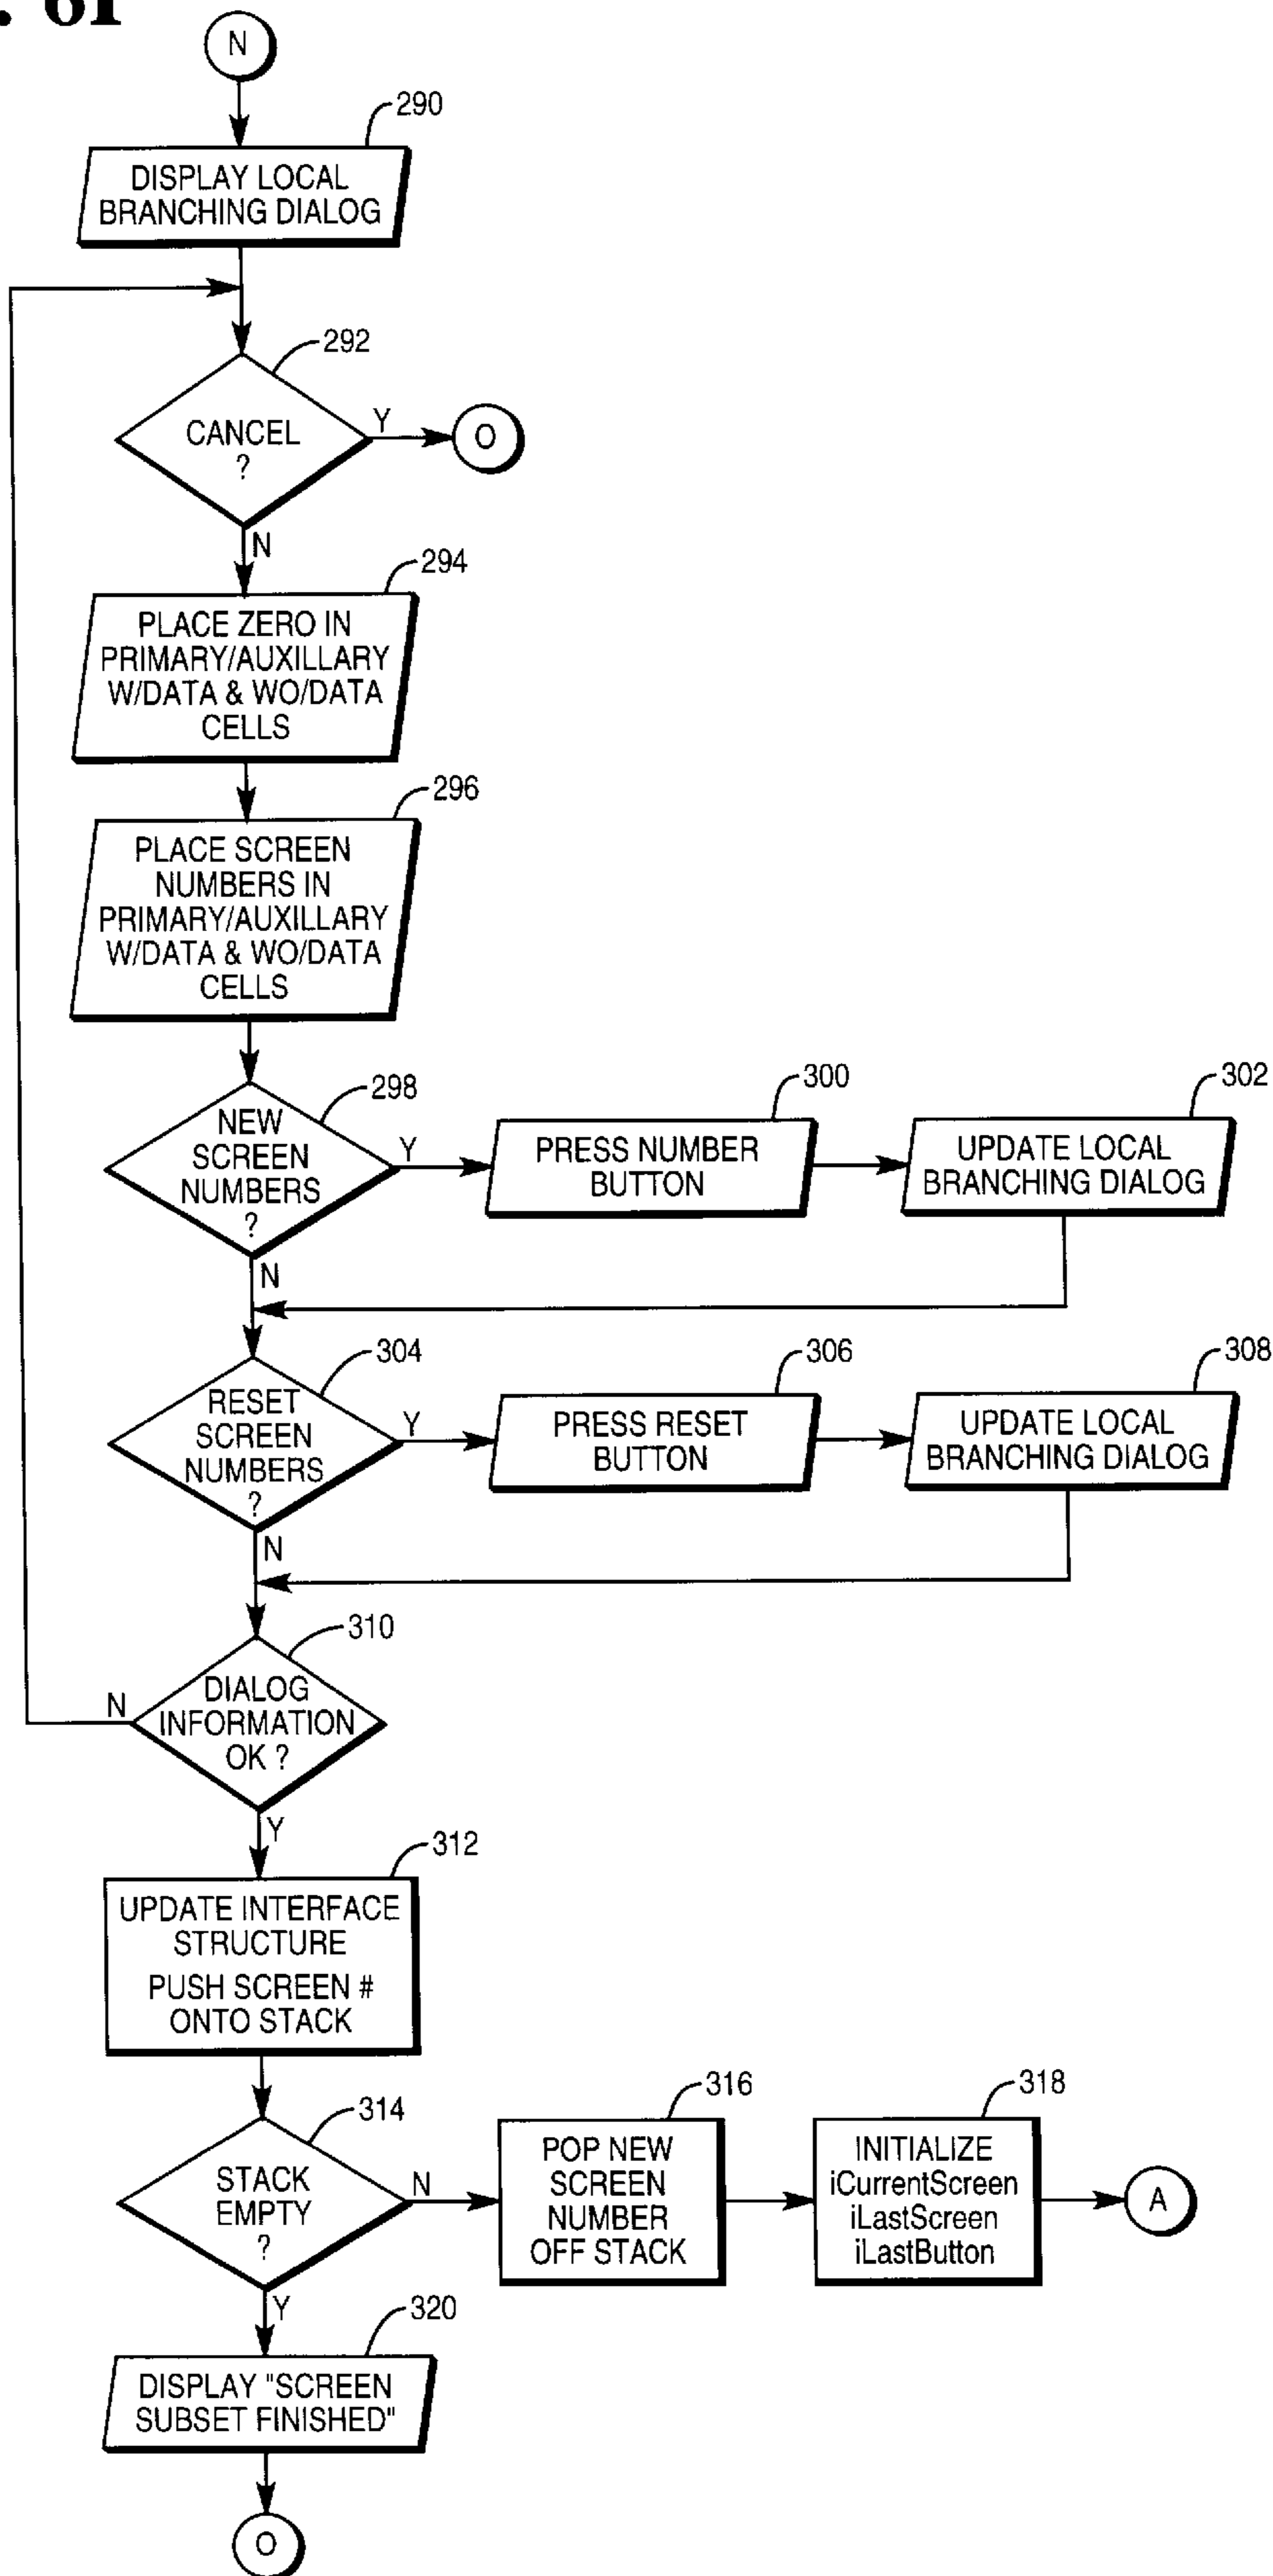 . 6I
N
290
DISPLAY LOCAL
BRANCHING DIALOG
292
CANCEL
?
Y
O
N
294
PLACE ZERO IN
PRIMARY/AUXILLARY
W/DATA & WO/DATA
CELLS
296
PLACE SCREEN
NUMBERS IN
PRIMARY/AUXILLARY
W/DATA & WO/DATA
CELLS
298
NEW
SCREEN
NUMBERS
?
Y
300
PRESS NUMBER
BUTTON
302
UPDATE LOCAL
BRANCHING DIALOG
N
304
RESET
SCREEN
NUMBERS
?
Y
306
PRESS RESET
BUTTON
308
UPDATE LOCAL
BRANCHING DIALOG
N
310
DIALOG
INFORMATION
OK ?
N
Y
312
UPDATE INTERFACE
STRUCTURE
PUSH SCREEN #
ONTO STACK
314
STACK
EMPTY
?
N
316
POP NEW
SCREEN
NUMBER
OFF STACK
318
INITIALIZE
iCurrentScreen
iLastScreen
iLastButton
A
Y
320
DISPLAY "SCREEN
SUBSET FINISHED"
O